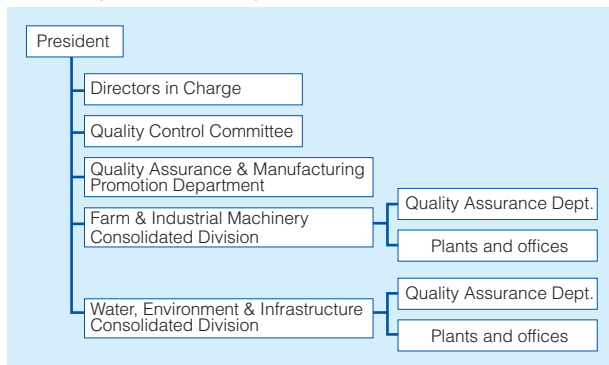 President
Directors in Charge
Quality Control Committee
Quality Assurance & Manufacturing
Promotion Department
Farm & Industrial Machinery
Consolidated Division
Quality Assurance Dept.
Plants and offices
Water, Environment & Infrastructure
Consolidated Division
Quality Assurance Dept.
Plants and offices